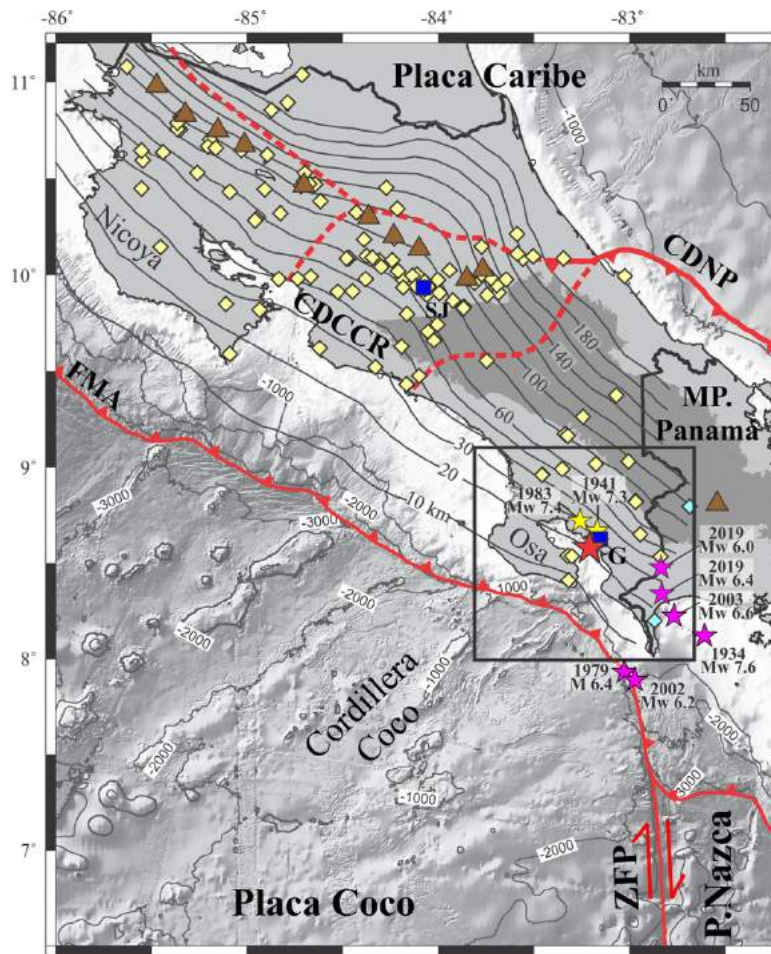 -86 -85 -84 -83
11°
10°
9°
8°
7°
Placa Caribe
km
0 50
-1000
Nicoya
CDNP
SJ
CDCCR
180
140
100
60
30
20
10 km
-1000
FMA
MP.
Panama
-3000
-2000
-3000
1983
Mw 7.4
1941
Mw 7.3
Osa
G
2019
Mw 6.0
2019
Mw 6.4
2003
Mw 6.6
1934
Mw 7.6
1979
M 6.4
2002
Mw 6.2
1000
-2000
-2000
-1000
Cordillera
Coco
-1000
-2000
-2000
3000
-2000
ZFP
P.Nazca
Placa Coco